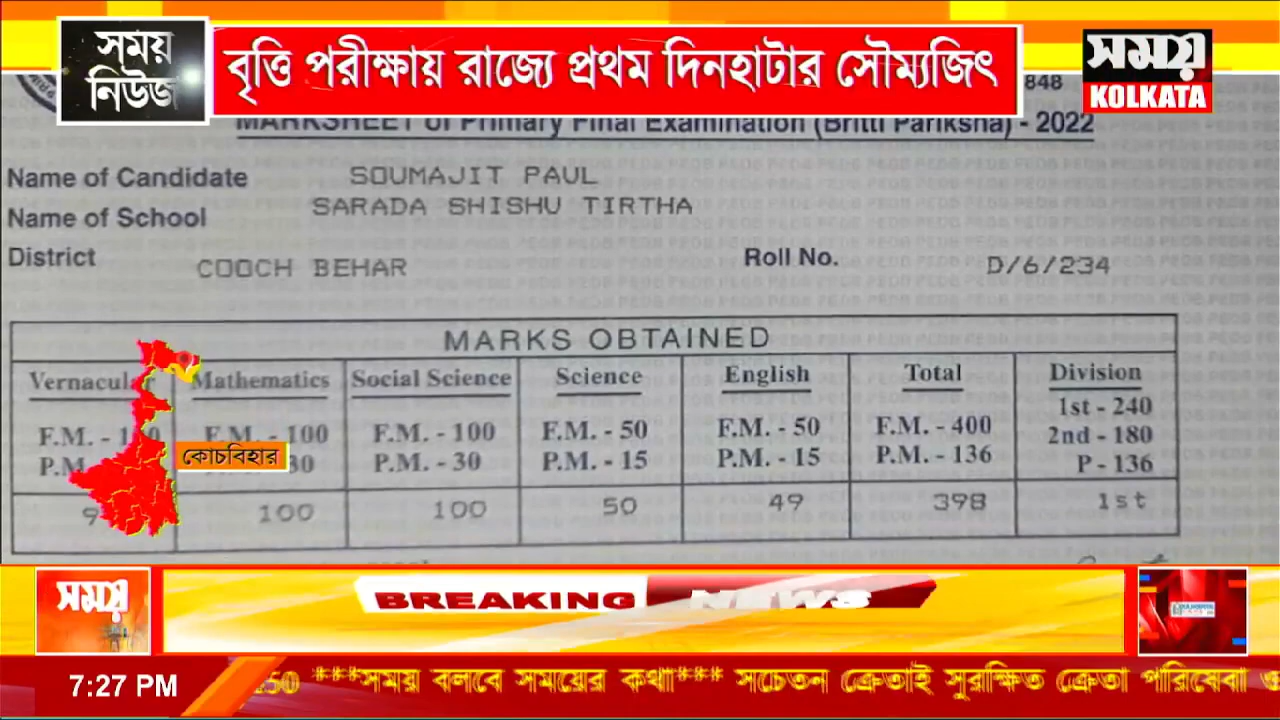 সময়
নিউজ
বৃত্তি পরীক্ষায় রাজ্যে প্রথম দিনহাটার সৌম্যজিৎ
848
সময়
KOLKATA
MARKSHEET of Primary Final Examination (Britti Pariksha) - 2022
Name of Candidate SOUMAJIT PAUL
Name of School SARADA SHISHU TIRTHA
District COOCH BEHAR Roll No. D/6/234
MARKS OBTAINED
Vernacular Mathematics Social Science Science English Total Division
1st - 240
F.M. - F.M. - 100 F.M. - 100 F.M. - 50 F.M. - 50 F.M. - 400 2nd - 180
P.M. 30 P.M. - 30 P.M. - 15 P.M. - 15 P.M. - 136 P - 136
কোচবিহার
100 100 50 49 398 1st
সময়
BREAKING NEWS
7:27 PM ***সময় বলবে সময়ের কথা*** সচেতন ক্রেতাই সুরক্ষিত ক্রেতা পরিষেবা